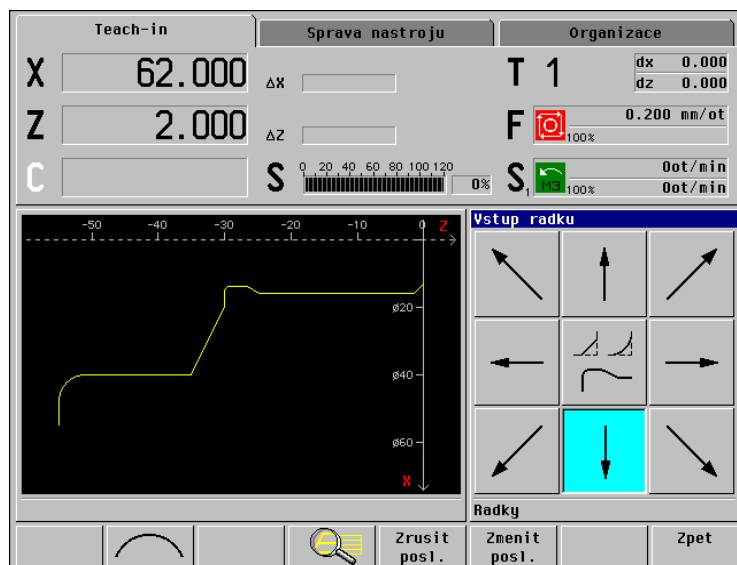 Teach-in
Sprava nastroju
Organizace
X 62.000 ΔX
T 1 dx 0.000
dz 0.000
Z 2.000 ΔZ
F 100% 0.200 mm/ot
C
S 0 20 40 60 80 100 120 0%
S1 M3 100% 0ot/min
0ot/min
-50 -40 -30 -20 -10 0 Z
ø20
ø40
ø60
X
Vstup radku
Radky
Zrusit
posl.
Zmenit
posl.
Zpet